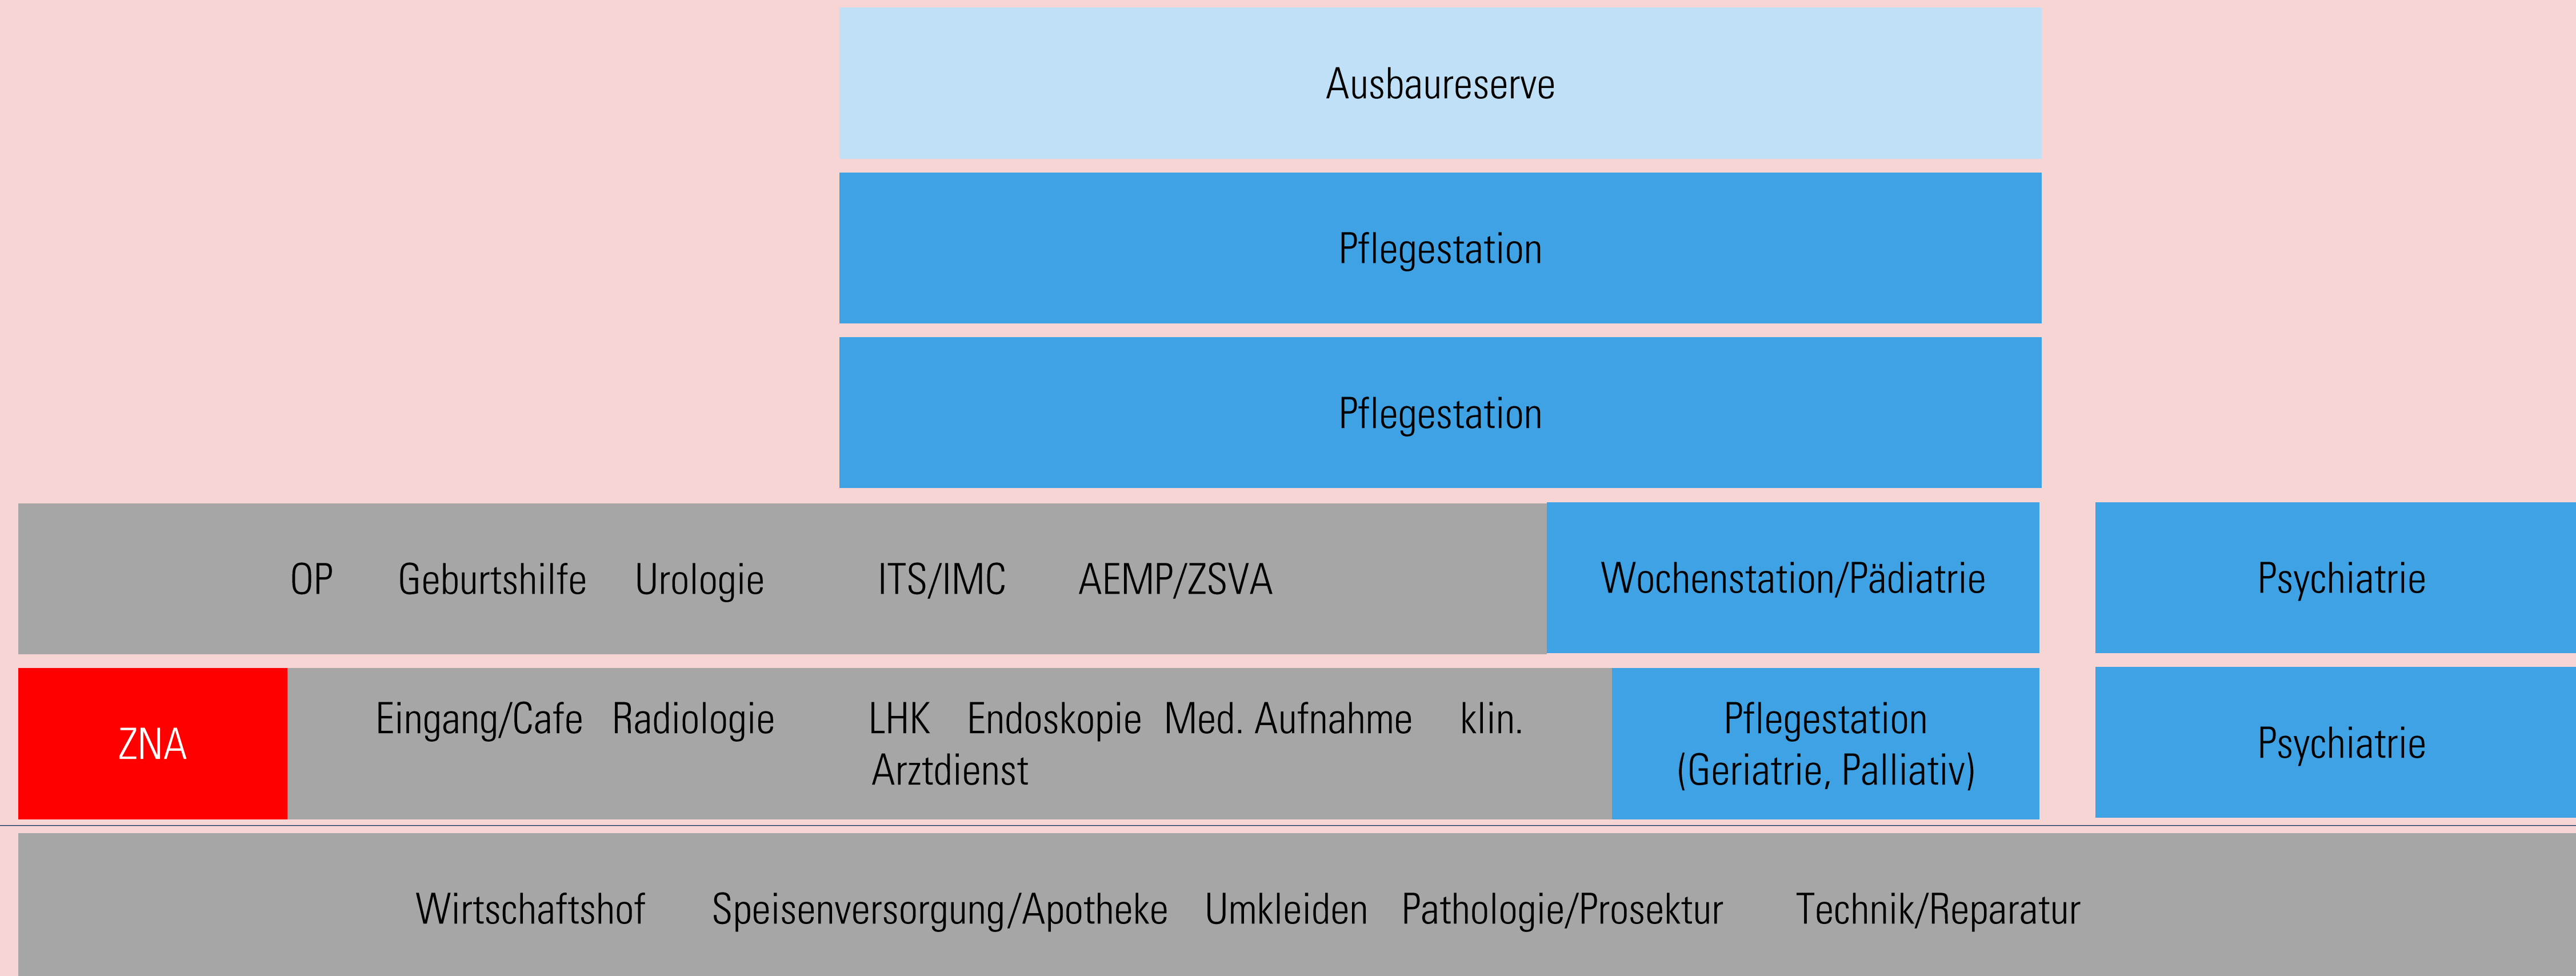 Ausbaureserve
Pflegestation
Pflegestation
OP Geburtshilfe Urologie ITS/IMC AEMP/ZSVA
Wochenstation/Pädiatrie
Psychiatrie
ZNA
Eingang/Cafe Radiologie LHK Endoskopie Med. Aufnahme klin.
Arztdienst
Pflegestation
(Geriatrie, Palliativ)
Psychiatrie
Wirtschaftshof Speisenversorgung/Apotheke Umkleiden Pathologie/Prosektur Technik/Reparatur